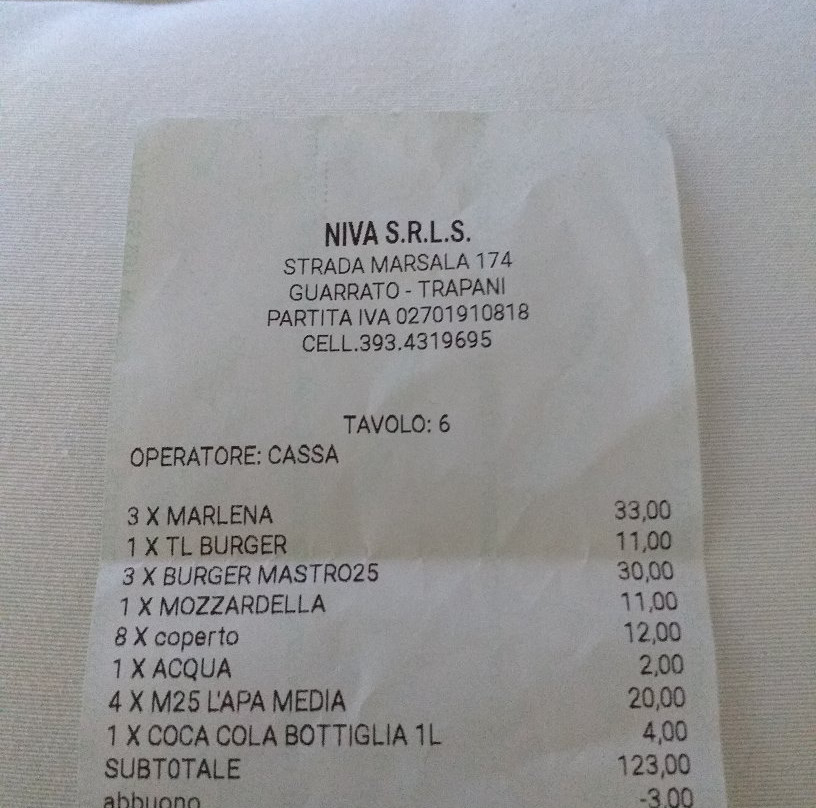 NIVA S.R.L.S.
STRADA MARSALA 174
GUARRATO - TRAPANI
PARTITA IVA 02701910818
CELL.393.4319695
TAVOLO: 6
OPERATORE: CASSA
3 X MARLENA 33,00
1 X TL BURGER 11,00
3 X BURGER MASTRO25 30,00
1 X MOZZARDELLA 11,00
8 X coperto 12,00
1 X ACQUA 2,00
4 X M25 L'APA MEDIA 20,00
1 X COCA COLA BOTTIGLIA 1L 4,00
SUBTOTALE 123,00
abbuono -3,00